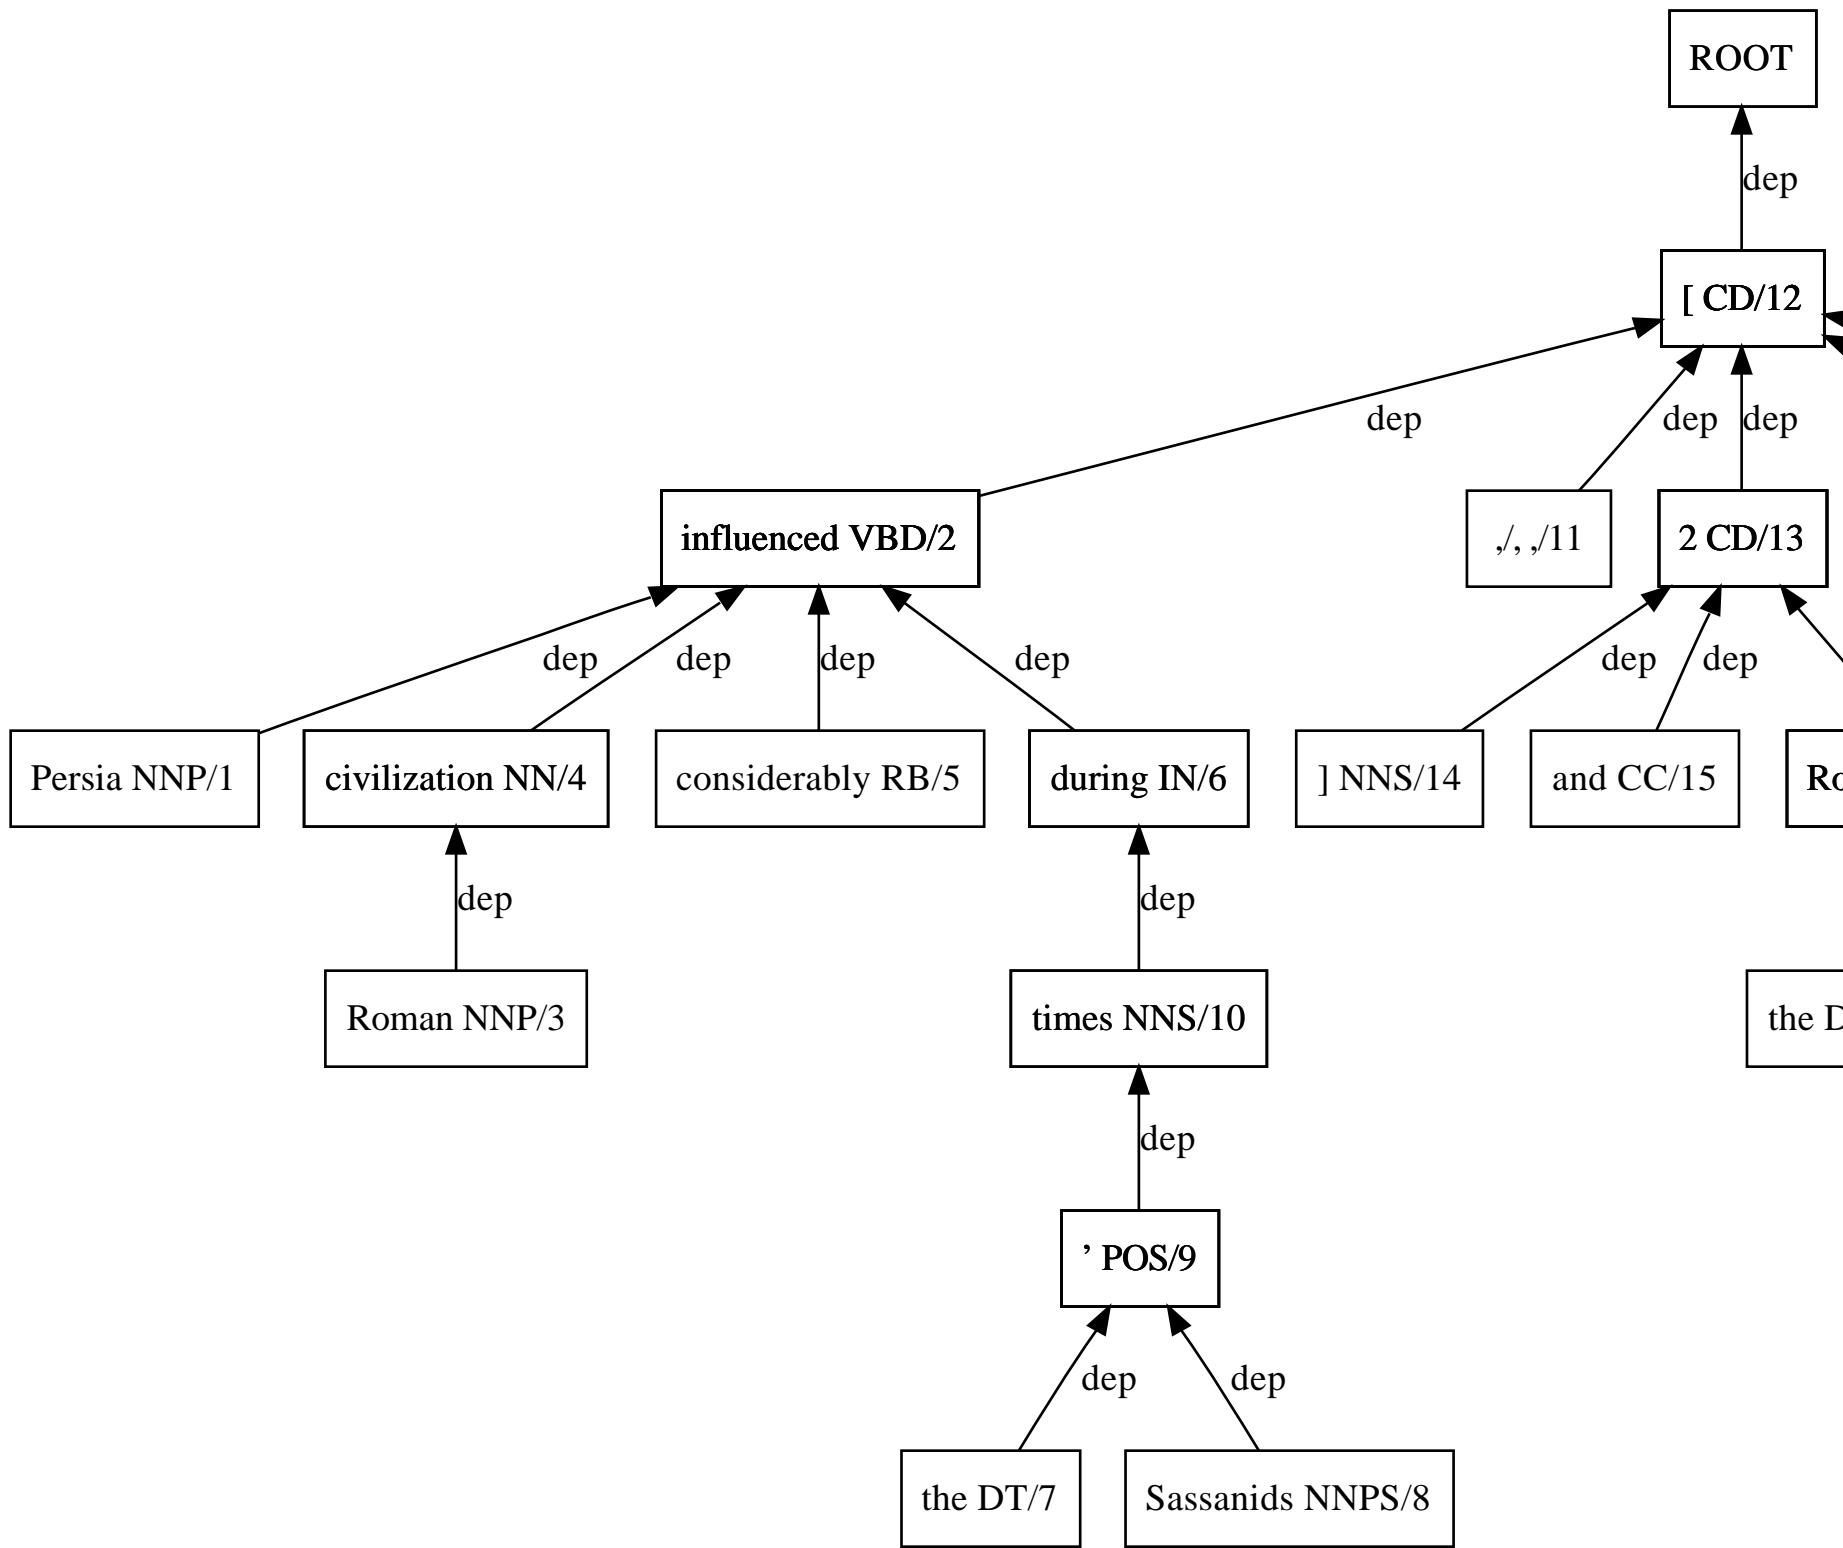 ROOT
dep
[ CD/12
dep dep dep
influenced VBD/2 ,/, ,/11 2 CD/13
dep dep dep dep dep dep
Persia NNP/1 civilization NN/4 considerably RB/5 during IN/6 ] NNS/14 and CC/15 Ro
dep dep
Roman NNP/3 times NNS/10 the D
dep
’ POS/9
dep dep
the DT/7 Sassanids NNPS/8